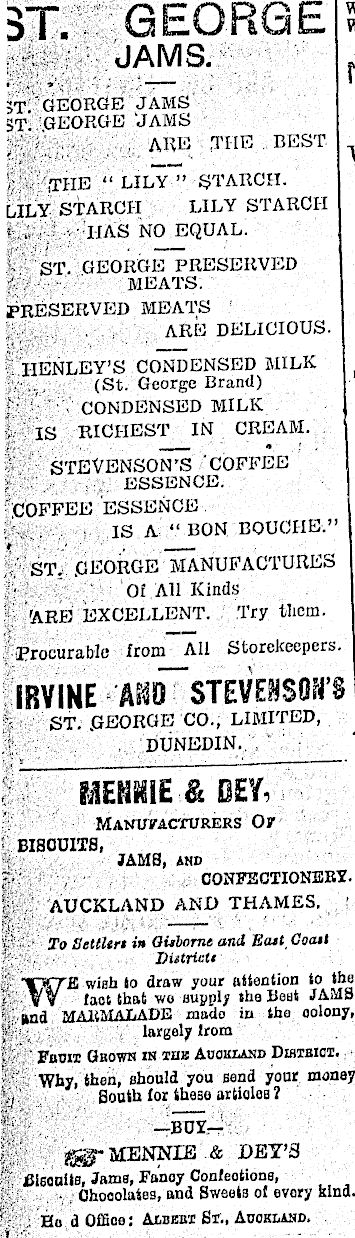 ST. GEORGE
JAMS.
ST. GEORGE JAMS
ST. GEORGE JAMS
ARE THE BEST
THE "LILY" STARCH.
LILY STARCH LILY STARCH
HAS NO EQUAL.
ST. GEORGE PRESERVED
MEATS.
PRESERVED MEATS
ARE DELICIOUS.
HENLEY'S CONDENSED MILK
(St. George Brand)
CONDENSED MILK
IS RICHEST IN CREAM.
STEVENSON'S COFFEE
ESSENCE.
COFFEE ESSENCE
IS A "BON BOUCHE."
ST. GEORGE MANUFACTURES
Of All Kinds
ARE EXCELLENT. Try them.
Procurable from All Storekeepers.
IRVINE AND STEVENSON'S
ST. GEORGE CO., LIMITED,
DUNEDIN.
MENNIE & DEY,
MANUFACTURERS OF
BISCUITS,
JAMS, AND
CONFECTIONERY.
AUCKLAND AND THAMES.
To Settlers in Gisborne and East Coast
Districts
WE wish to draw your attention to the
fact that we supply the Best JAMS
and MARMALADE made in the colony,
largely from
FRUIT GROWN IN THE AUCKLAND DISTRICT.
Why, then, should you send your money
South for these articles?
—BUY—
☞ MENNIE & DEY'S
Biscuits, Jams, Fancy Confections,
Chocolates, and Sweets of every kind.
He d Office: ALBERT ST., AUCKLAND.